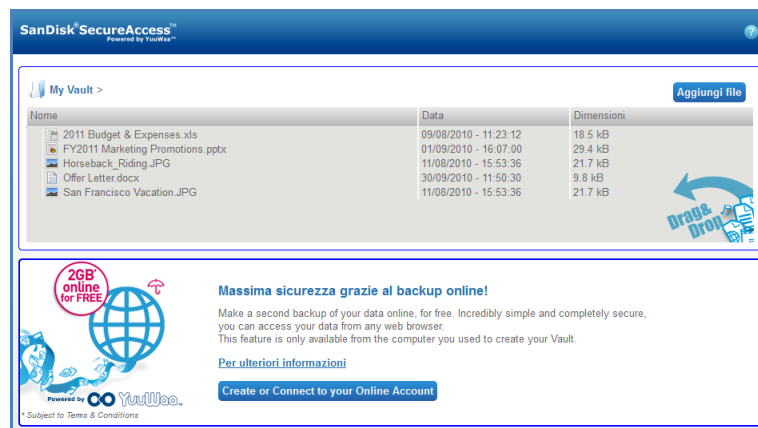 SanDisk®SecureAccess™
Powered by YuuWaa™
?
My Vault >
Aggiungi file
Nome Data Dimensioni
2011 Budget & Expenses.xls 09/08/2010 - 11:23:12 18.5 kB
FY2011 Marketing Promotions.pptx 01/09/2010 - 16:07:00 29.4 kB
Horseback_Riding.JPG 11/08/2010 - 15:53:36 21.7 kB
Offer Letter.docx 30/09/2010 - 11:50:30 9.8 kB
San Francisco Vacation.JPG 11/08/2010 - 15:53:36 21.7 kB
Drag&
Drop
2GB*
online
for FREE
Massima sicurezza grazie al backup online!
Make a second backup of your data online, for free. Incredibly simple and completely secure,
you can access your data from any web browser.
This feature is only available from the computer you used to create your Vault.
Per ulteriori informazioni
Create or Connect to your Online Account
Powered by YuuWaa
* Subject to Terms & Conditions